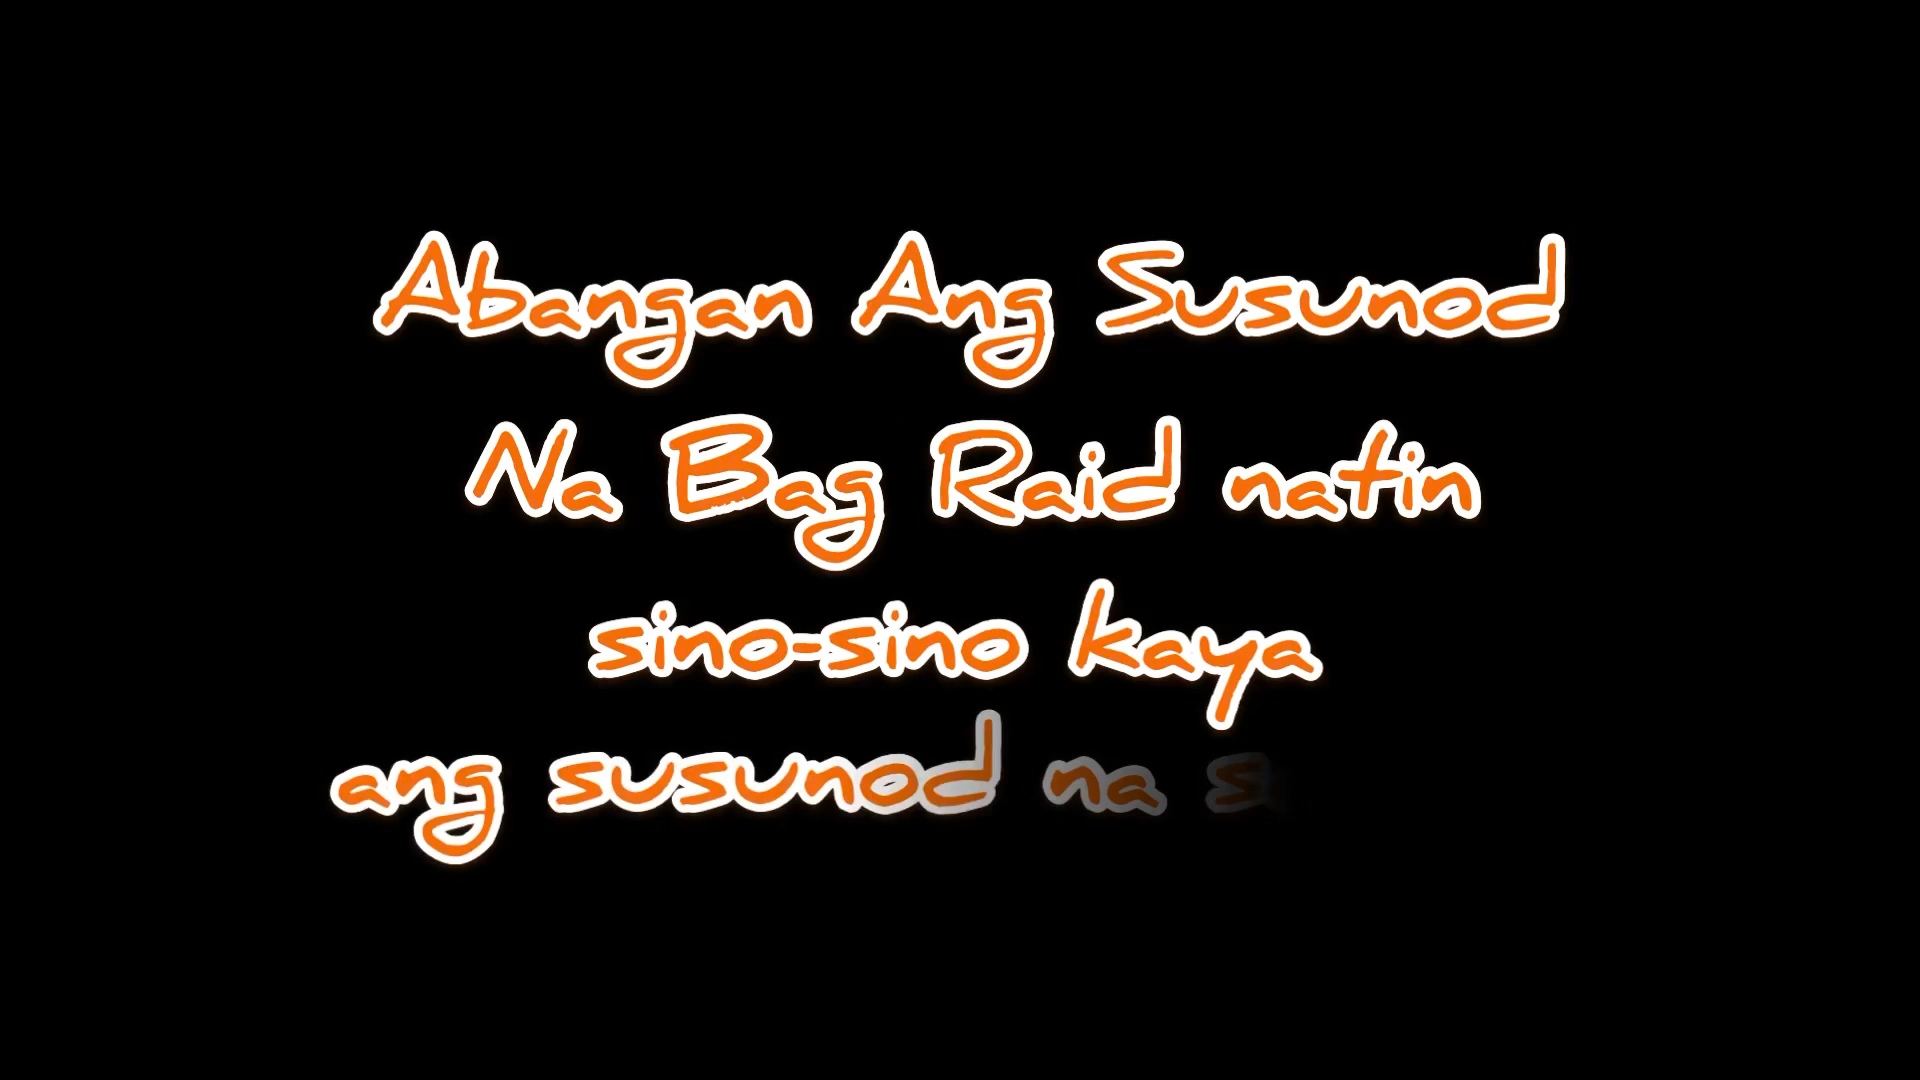 Abangan Ang Susunod
Na Bag Raid natin
sino-sino kaya
ang susunod na